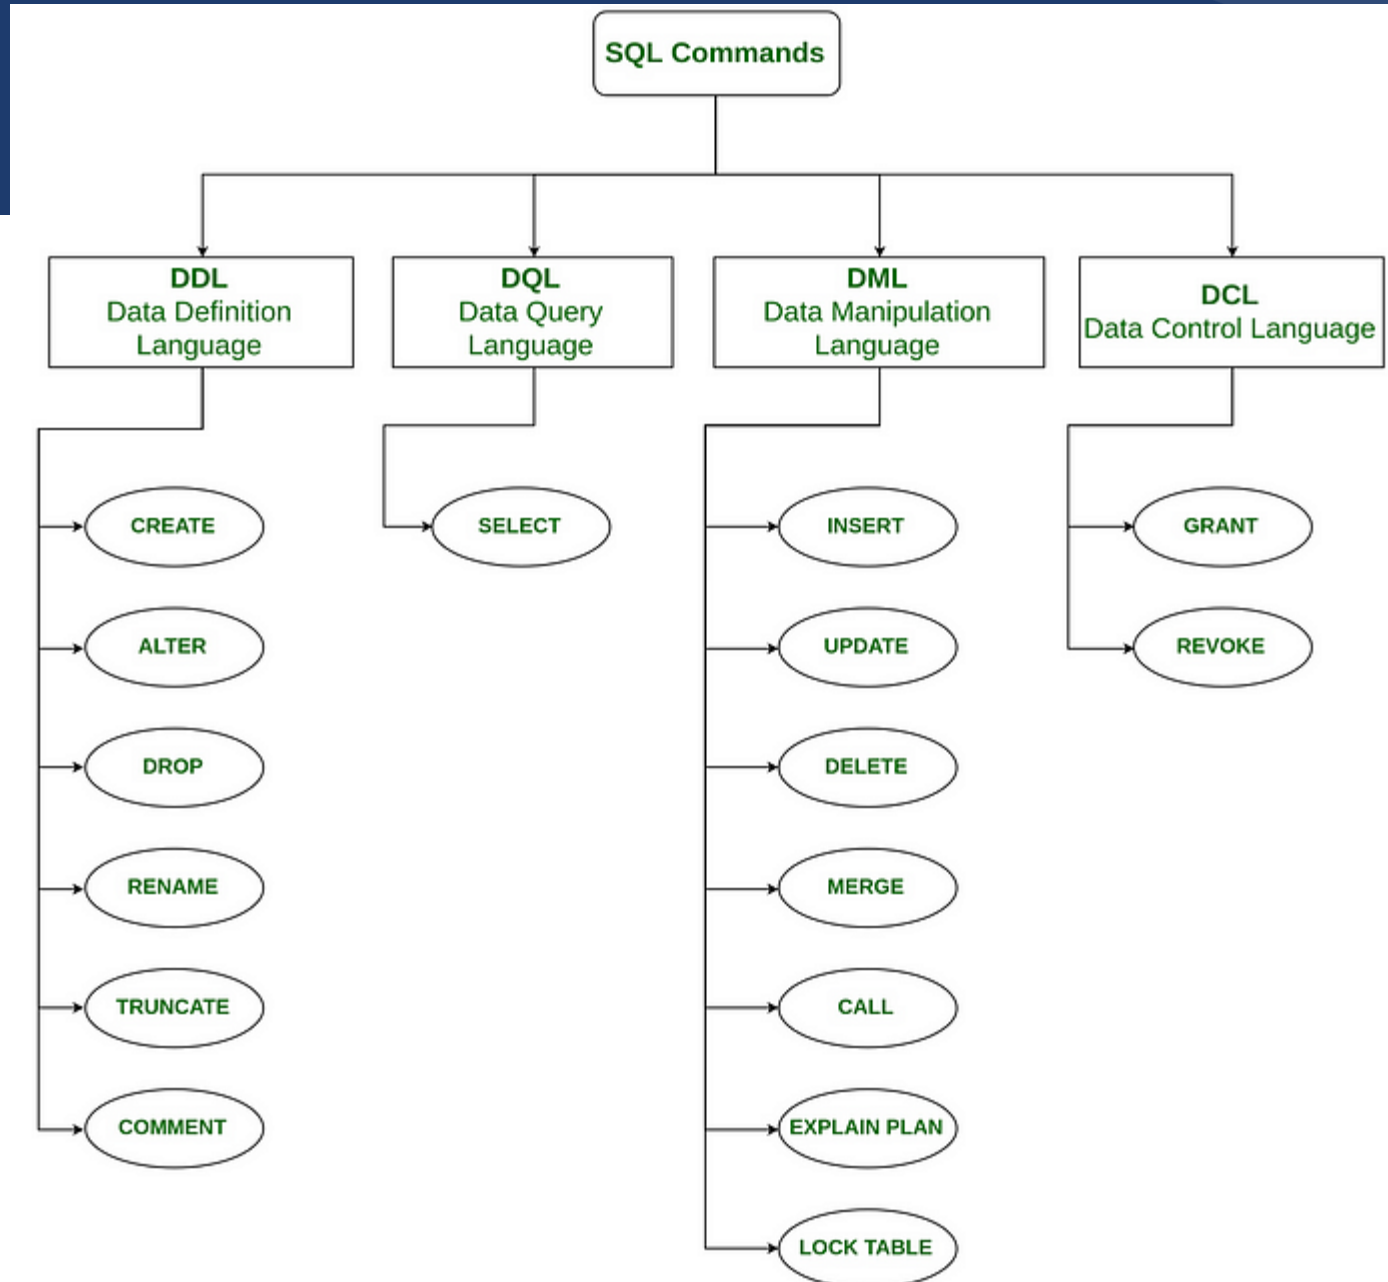 SQL Commands
DDL
Data Definition
Language
DQL
Data Query
Language
DML
Data Manipulation
Language
DCL
Data Control Language
CREATE
ALTER
DROP
RENAME
TRUNCATE
COMMENT
SELECT
INSERT
UPDATE
DELETE
MERGE
CALL
EXPLAIN PLAN
LOCK TABLE
GRANT
REVOKE